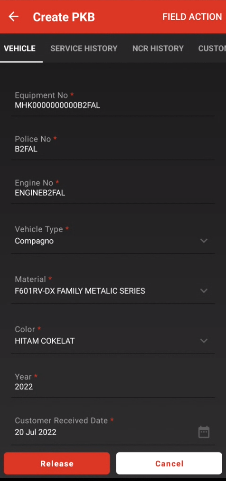 Create PKB
FIELD ACTION
VEHICLE
SERVICE HISTORY
NCR HISTORY
CUSTO
Equipment No *
MHK0000000000B2FAL
Police No *
B2FAL
Engine No *
ENGINEB2FAL
Vehicle Type *
Compagno
Material *
F601RV-DX FAMILY METALIC SERIES
Color *
HITAM COKELAT
Year *
2022
Customer Received Date *
20 Jul 2022
Release
Cancel